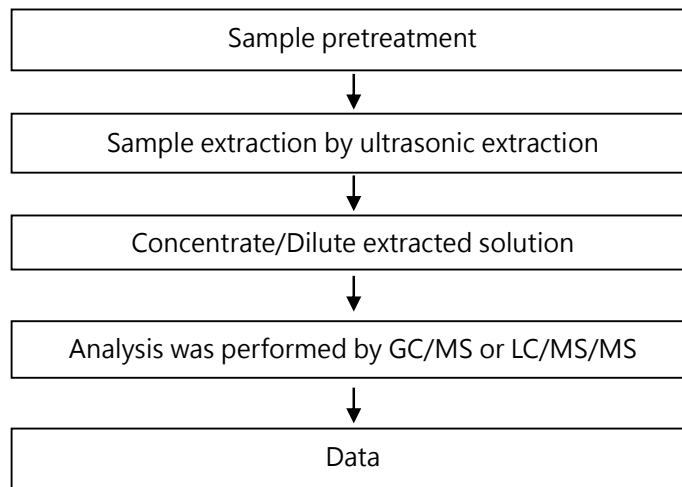 Sample pretreatment
Sample extraction by ultrasonic extraction
Concentrate/Dilute extracted solution
Analysis was performed by GC/MS or LC/MS/MS
Data